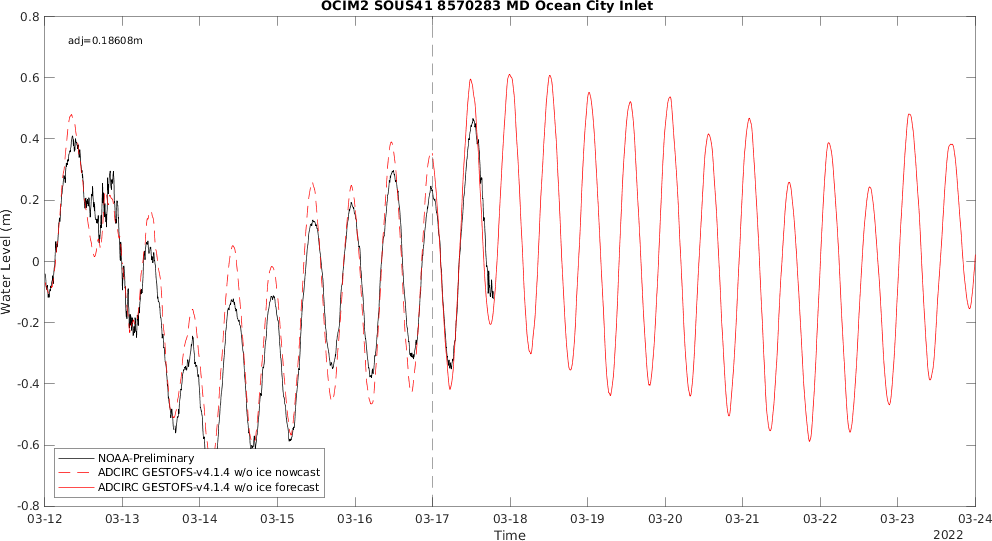 OCIM2 SOUS41 8570283 MD Ocean City Inlet
adj=0.18608m
0.8
0.6
0.4
0.2
0
-0.2
-0.4
-0.6
-0.8
Water Level (m)
NOAA-Preliminary
ADCIRC GESTOFS-v4.1.4 w/o ice nowcast
ADCIRC GESTOFS-v4.1.4 w/o ice forecast
03-12 03-13 03-14 03-15 03-16 03-17 03-18 03-19 03-20 03-21 03-22 03-23 03-24
Time
2022